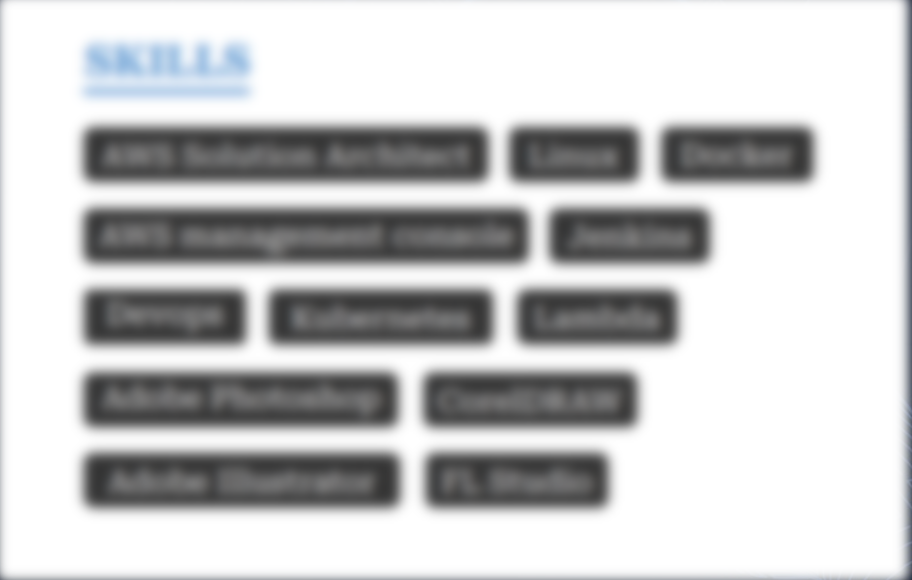 SKILLS
AWS Solution Architect Linux Docker
AWS management console Jenkins
Devops Kubernetes Lambda
Adobe Photoshop CorelDRAW
Adobe Illustrator FL Studio